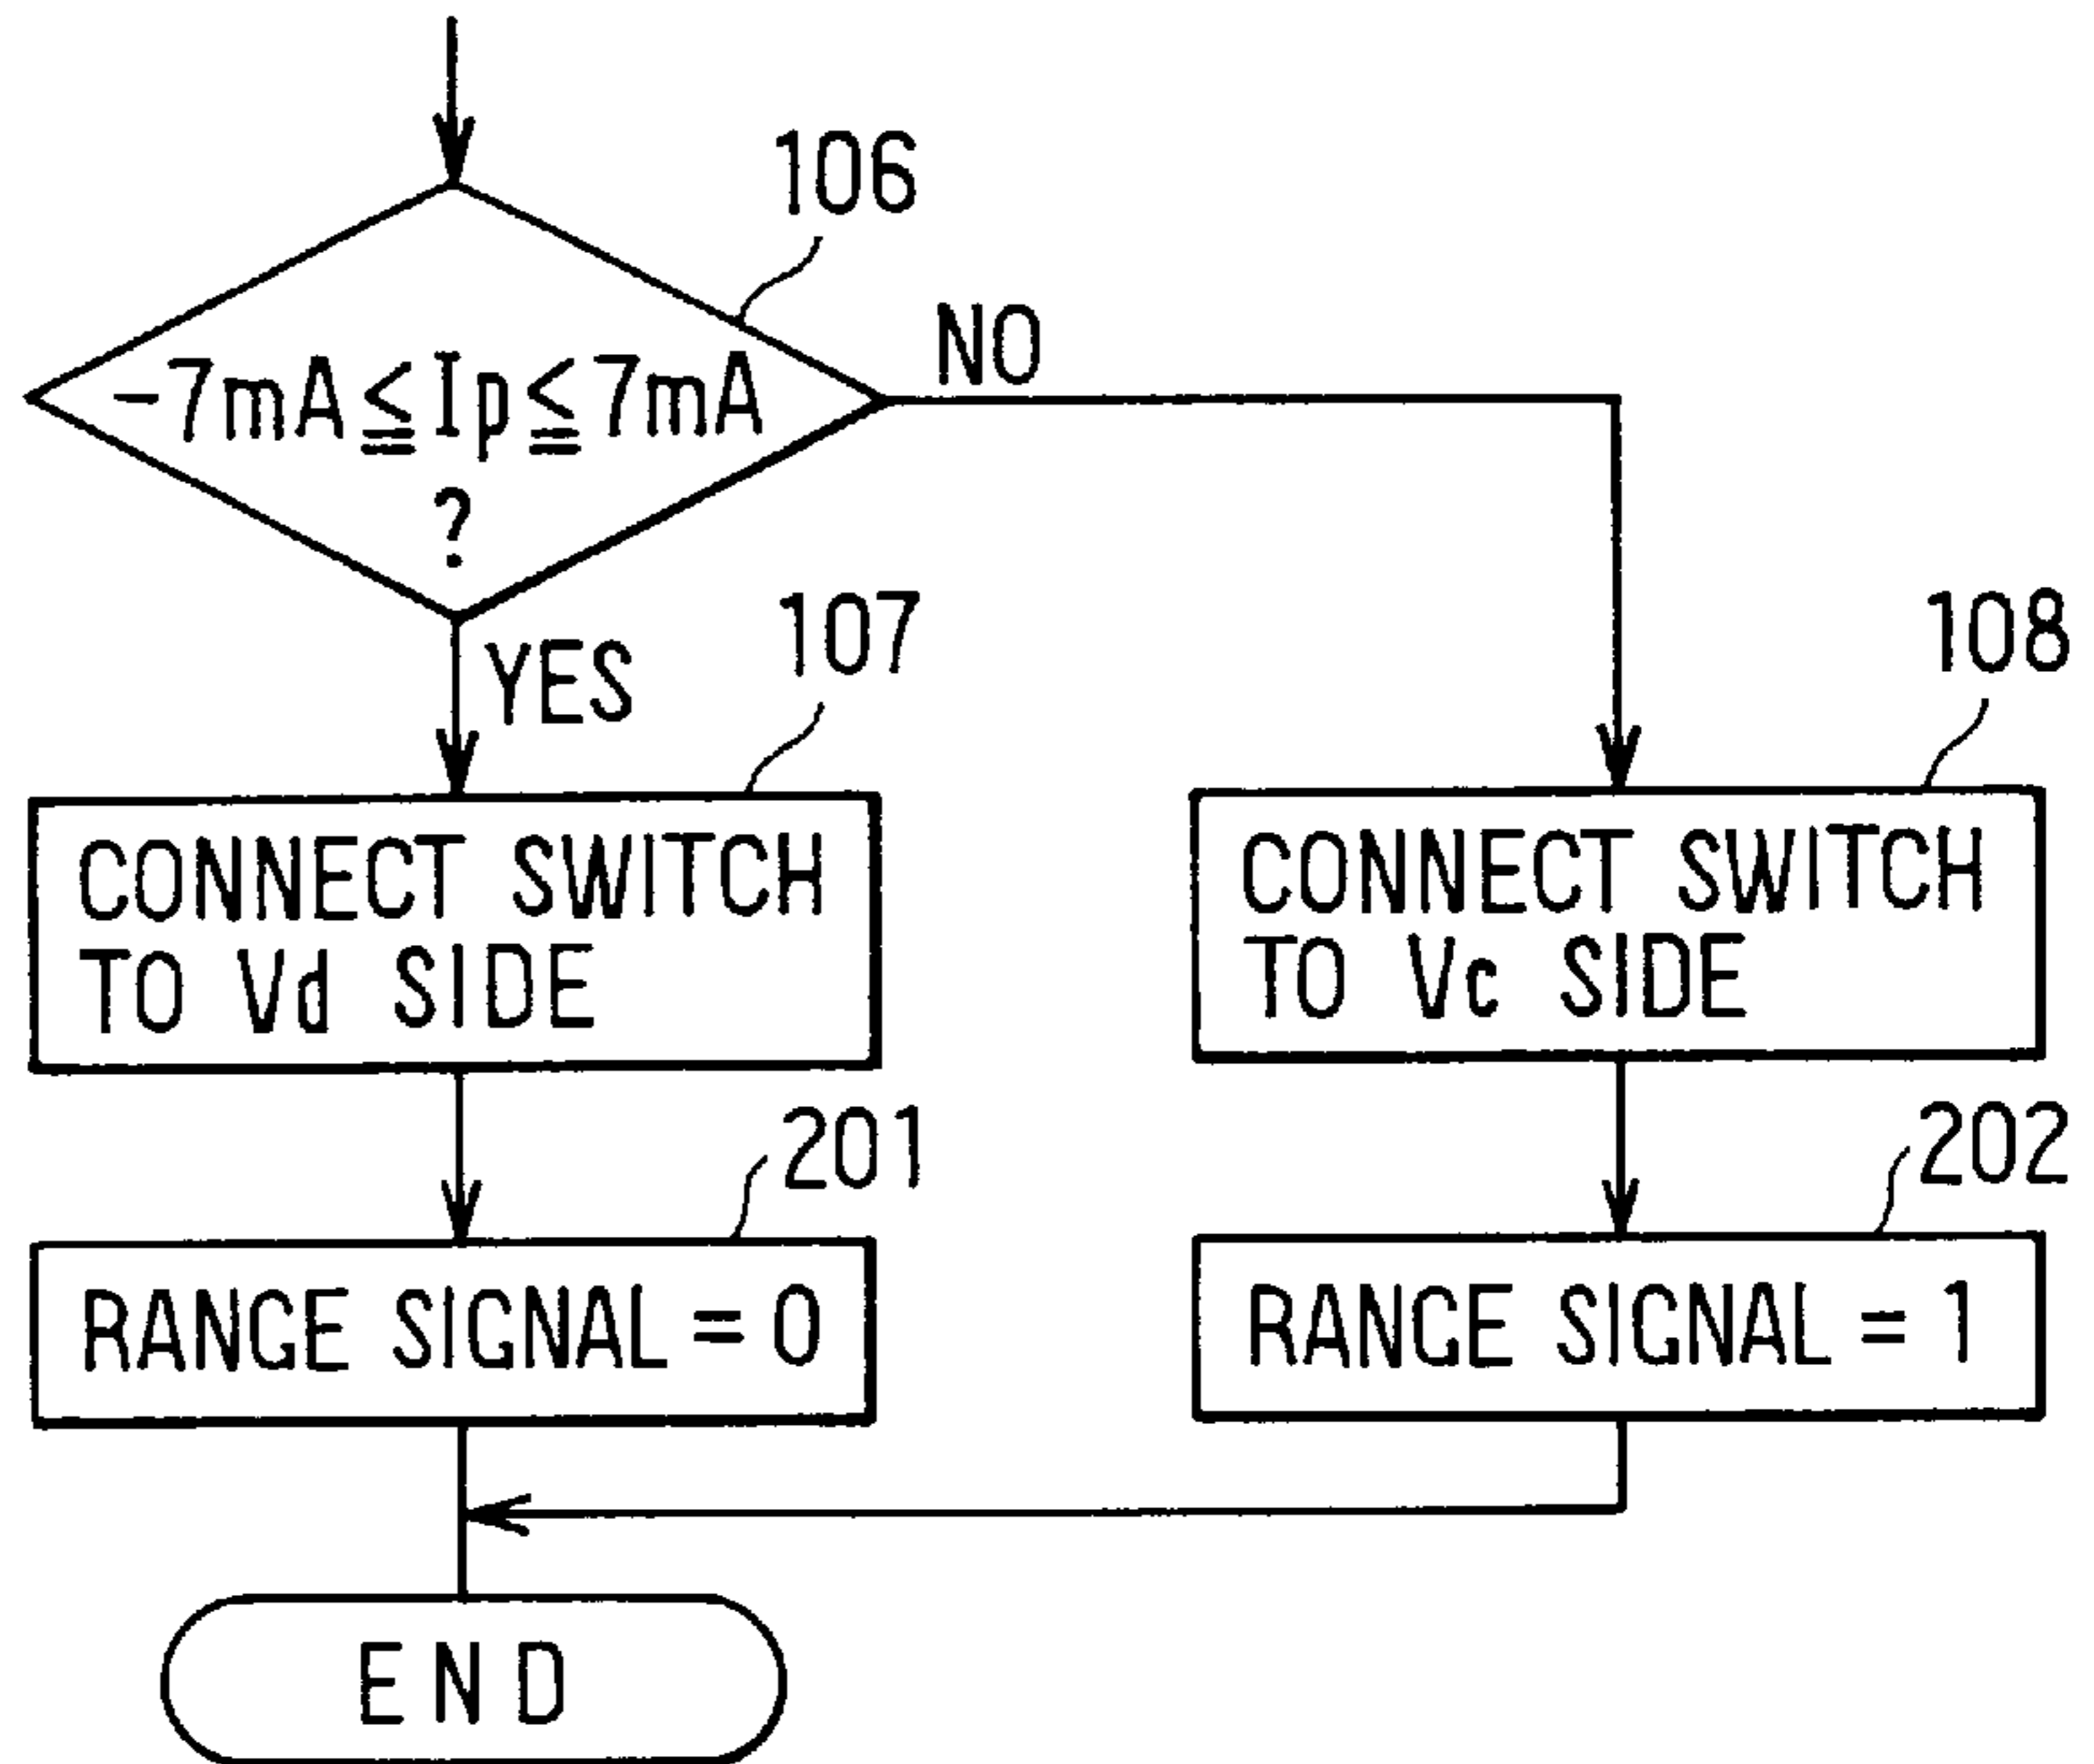 106
-7mA≦Ip≦7mA
?
NO
YES
107
CONNECT SWITCH
TO Vd SIDE
108
CONNECT SWITCH
TO Vc SIDE
201
RANGE SIGNAL = 0
202
RANGE SIGNAL = 1
END